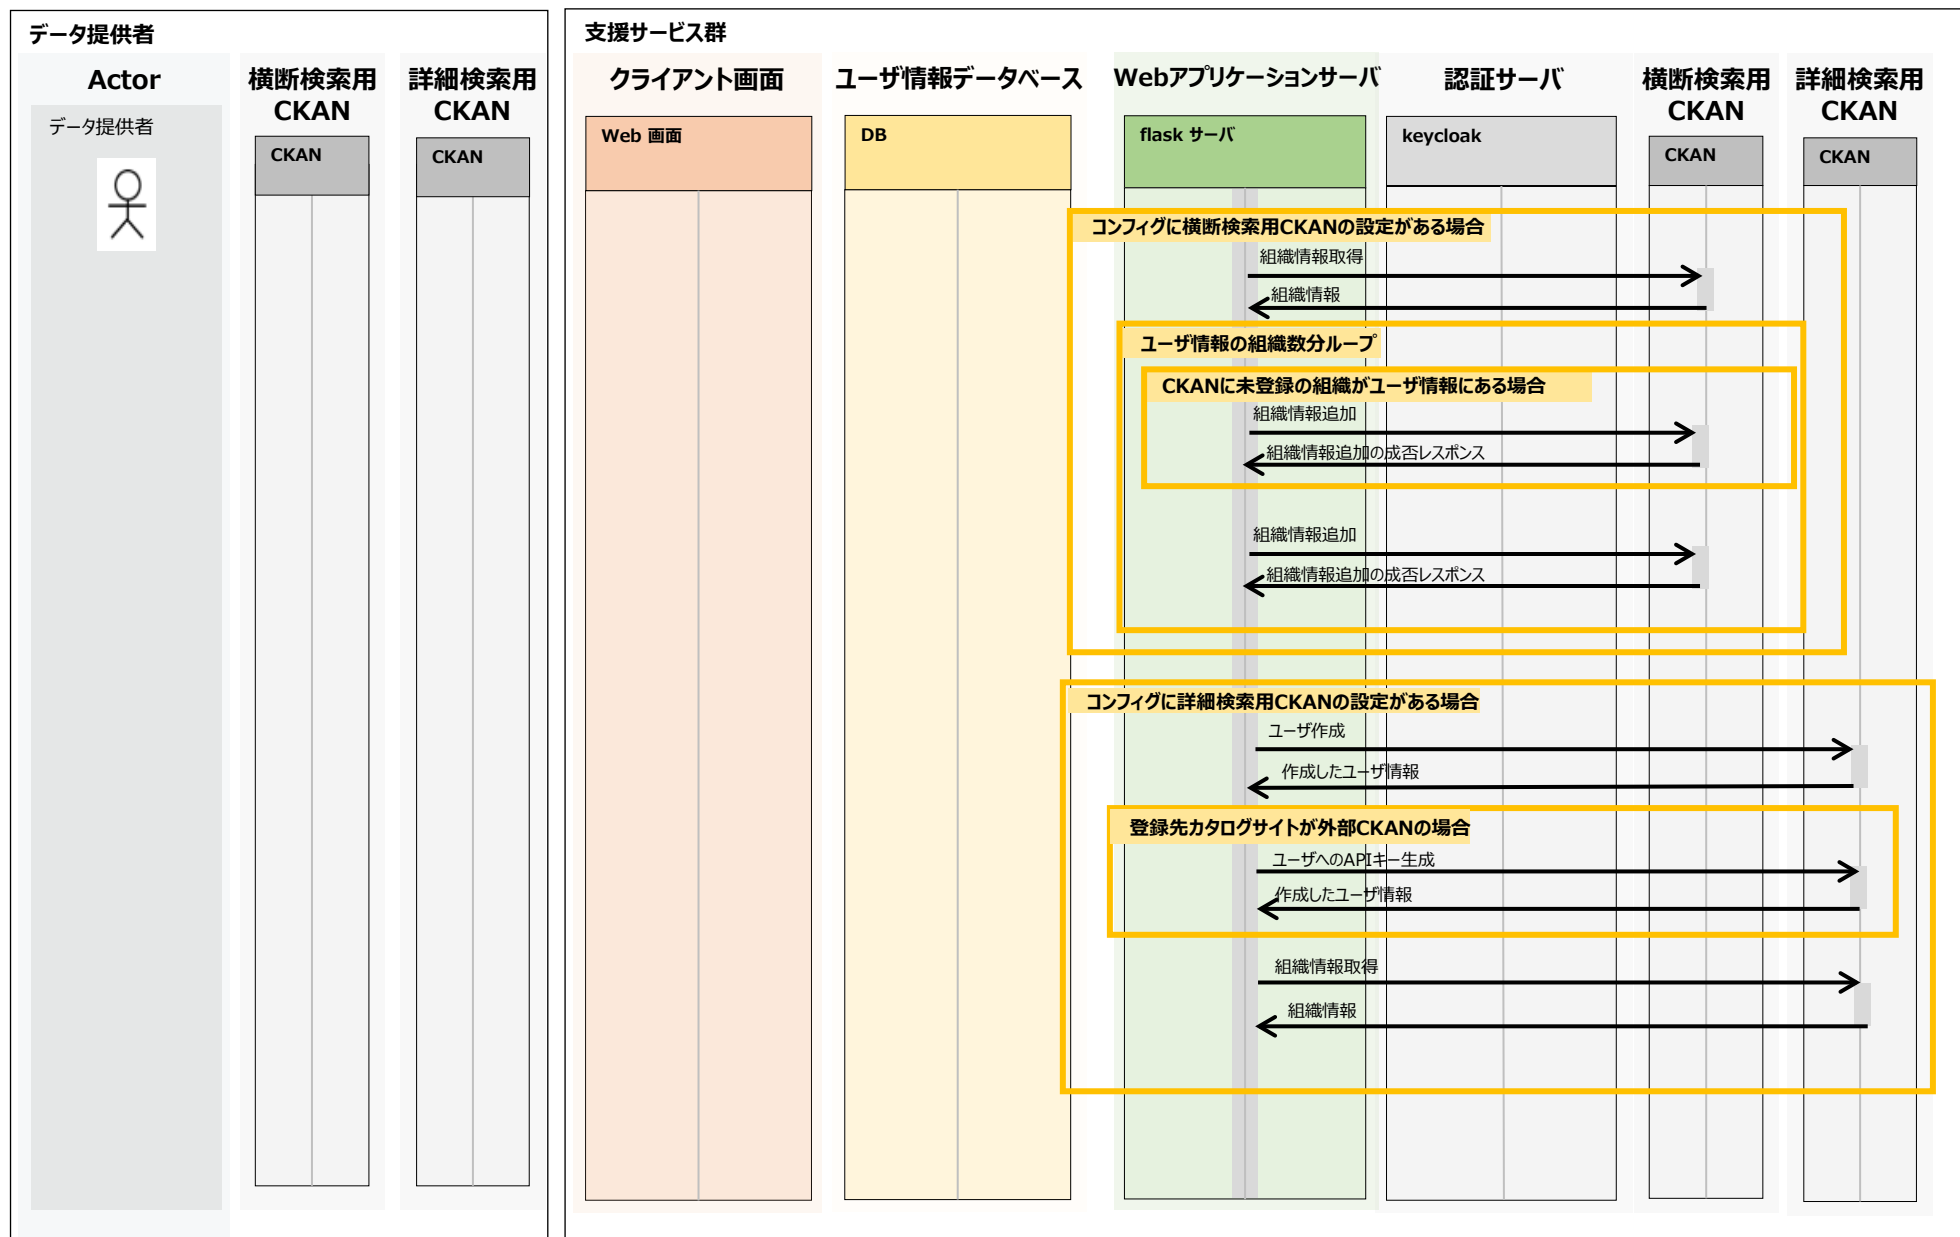 データ提供者
Actor
データ提供者
横断検索用
CKAN
CKAN
詳細検索用
CKAN
CKAN
支援サービス群
クライアント画面
Web 画面
ユーザ情報データベース
DB
Webアプリケーションサーバ
flask サーバ
認証サーバ
keycloak
横断検索用
CKAN
CKAN
詳細検索用
CKAN
CKAN
コンフィグに横断検索用CKANの設定がある場合
組織情報取得
組織情報
ユーザ情報の組織数分ループ
CKANに未登録の組織がユーザ情報にある場合
組織情報追加
組織情報追加の成否レスポンス
組織情報追加
組織情報追加の成否レスポンス
コンフィグに詳細検索用CKANの設定がある場合
ユーザ作成
作成したユーザ情報
登録先カタログサイトが外部CKANの場合
ユーザへのAPIキー生成
作成したユーザ情報
組織情報取得
組織情報